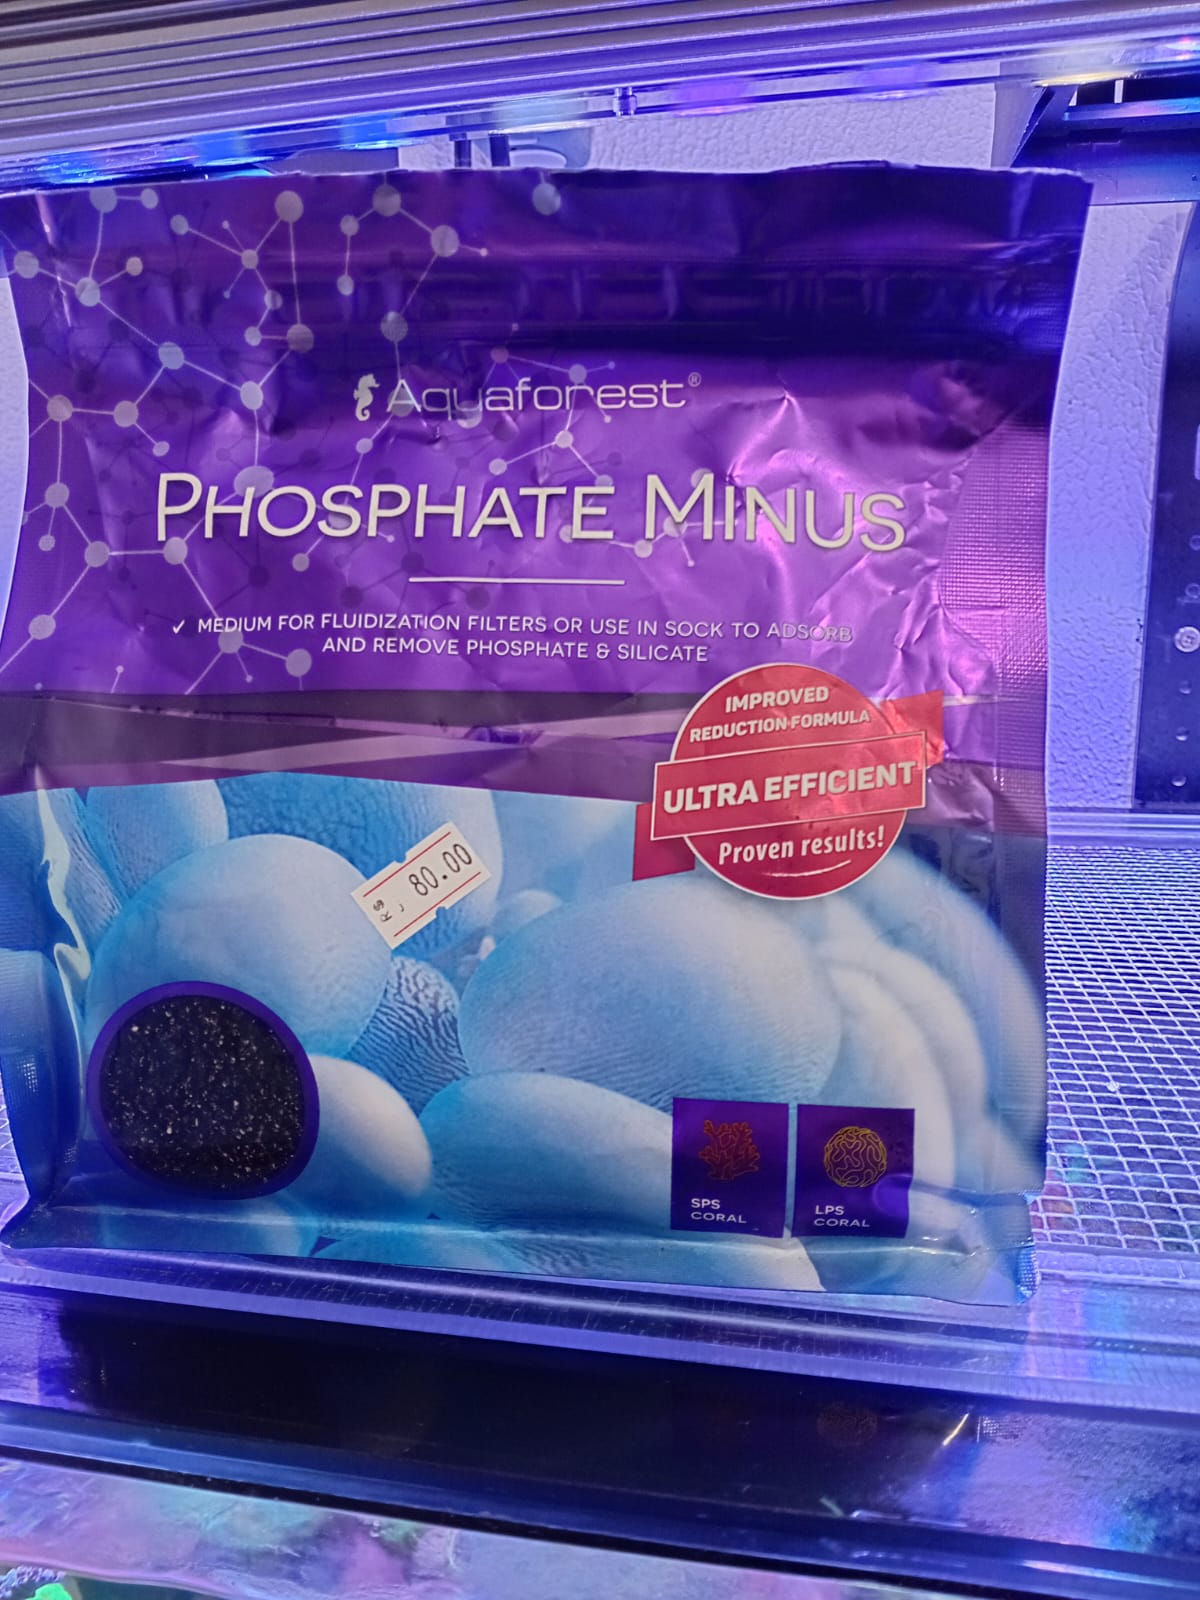 Aquaforest®
PHOSPHATE MINUS
✓ MEDIUM FOR FLUIDIZATION FILTERS OR USE IN SOCK TO ADSORB
AND REMOVE PHOSPHATE & SILICATE
IMPROVED
REDUCTION FORMULA
ULTRA EFFICIENT
Proven results!
80.00
SPS
CORAL
LPS
CORAL